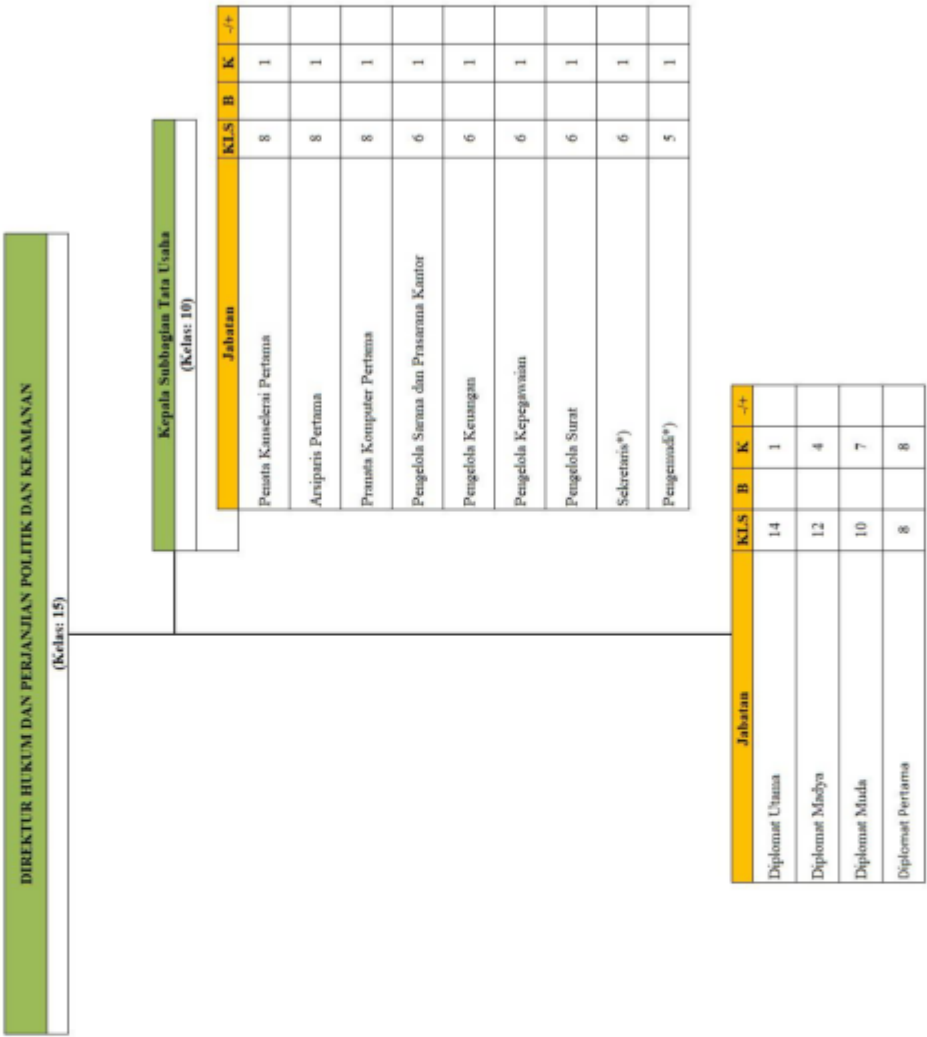 DIREKTUR HUKUM DAN PERJANJIAN POLITIK DAN KEAMANAN
(Kelas: 15)
Kepala Subbagian Tata Usaha
(Kelas: 10)
Jabatan KLS B K -/+
Penata Kanselerai Pertama 8 1
Arsiparis Pertama 8 1
Pranata Komputer Pertama 8 1
Pengelola Sarana dan Prasarana Kantor 6 1
Pengelola Keuangan 6 1
Pengelola Kepegawaian 6 1
Pengelola Surat 6 1
Sekretaris*) 6 1
Pengemudi*) 5 1
Jabatan KLS B K -/+
Diplomat Utama 14 1
Diplomat Madya 12 4
Diplomat Muda 10 7
Diplomat Pertama 8 8